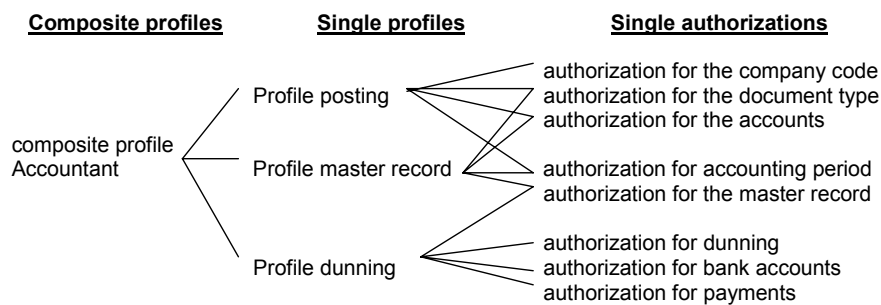 Composite profiles
Single profiles
Single authorizations
composite profile
Accountant
Profile posting
Profile master record
Profile dunning
authorization for the company code
authorization for the document type
authorization for the accounts
authorization for accounting period
authorization for the master record
authorization for dunning
authorization for bank accounts
authorization for payments